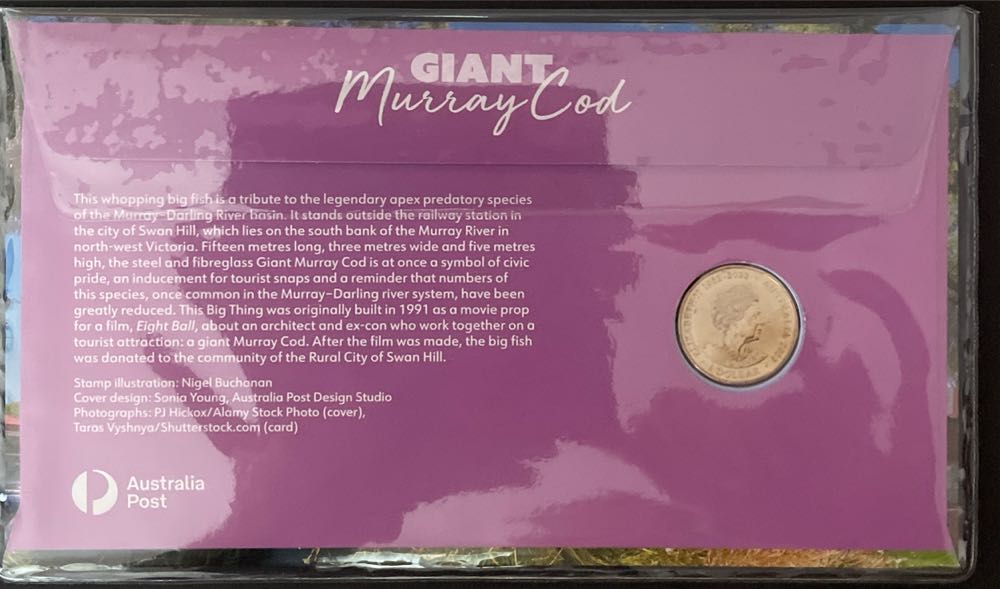 GIANT
Murray Cod
This whopping big fish is a tribute to the legendary apex predatory species
of the Murray–Darling River basin. It stands outside the railway station in
the city of Swan Hill, which lies on the south bank of the Murray River in
north-west Victoria. Fifteen metres long, three metres wide and five metres
high, the steel and fibreglass Giant Murray Cod is at once a symbol of civic
pride, an inducement for tourist snaps and a reminder that numbers of
this species, once common in the Murray–Darling river system, have been
greatly reduced. This Big Thing was originally built in 1991 as a movie prop
for a film, Eight Ball, about an architect and ex-con who work together on a
tourist attraction: a giant Murray Cod. After the film was made, the big fish
was donated to the community of the Rural City of Swan Hill.
Stamp illustration: Nigel Buchanan
Cover design: Sonia Young, Australia Post Design Studio
Photographs: PJ Hickox/Alamy Stock Photo (cover),
Taras Vyshnya/Shutterstock.com (card)
Australia
Post
ELIZABETH II 1952-2022 AUSTRALIA
DOLLAR